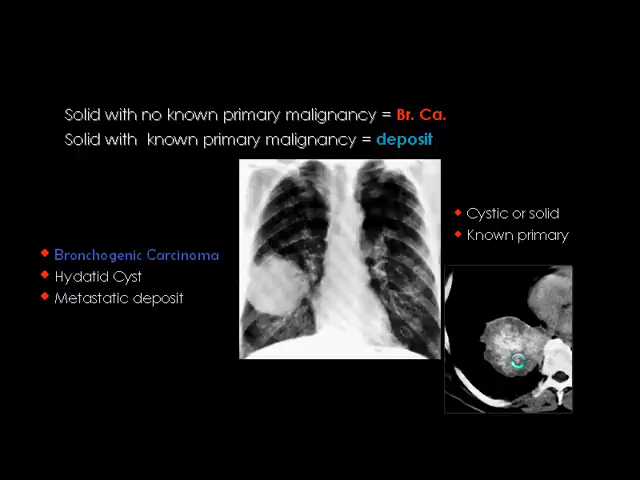 Solid with no known primary malignancy = Br. Ca.
Solid with known primary malignancy = deposit
Cystic or solid
Known primary
Bronchogenic Carcinoma
Hydatid Cyst
Metastatic deposit